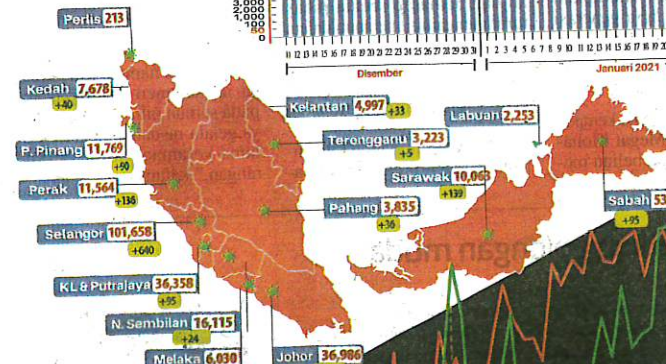 3,000
2,000
1,000
50
0
11 12 13 14 15 16 17 18 19 20 21 22 23 24 25 26 27 28 29 30 31 1 2 3 4 5 6 7 8 9 10 11 12 13 14 15 16 17 18 19 20
Disember
Januari 2021
Perlis 213
Kedah 7,678
+40
P. Pinang 11,769
+90
Perak 11,564
+136
Selangor 101,658
+640
KL & Putrajaya 36,358
+95
N. Sembilan 16,115
+24
Melaka 6,030
Johor 36,986
Kelantan 4,997
+33
Terengganu 3,223
+5
Pahang 3,835
+36
Labuan 2,253
Sarawak 10,063
+139
Sabah 53
+95